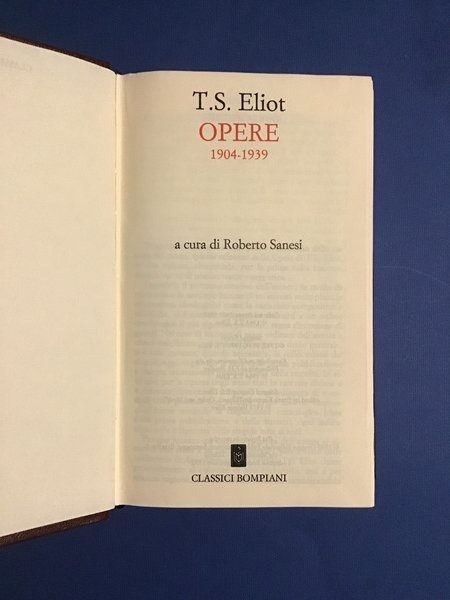 T.S. Eliot
OPERE
1904-1939
a cura di Roberto Sanesi
CLASSICI BOMPIANI